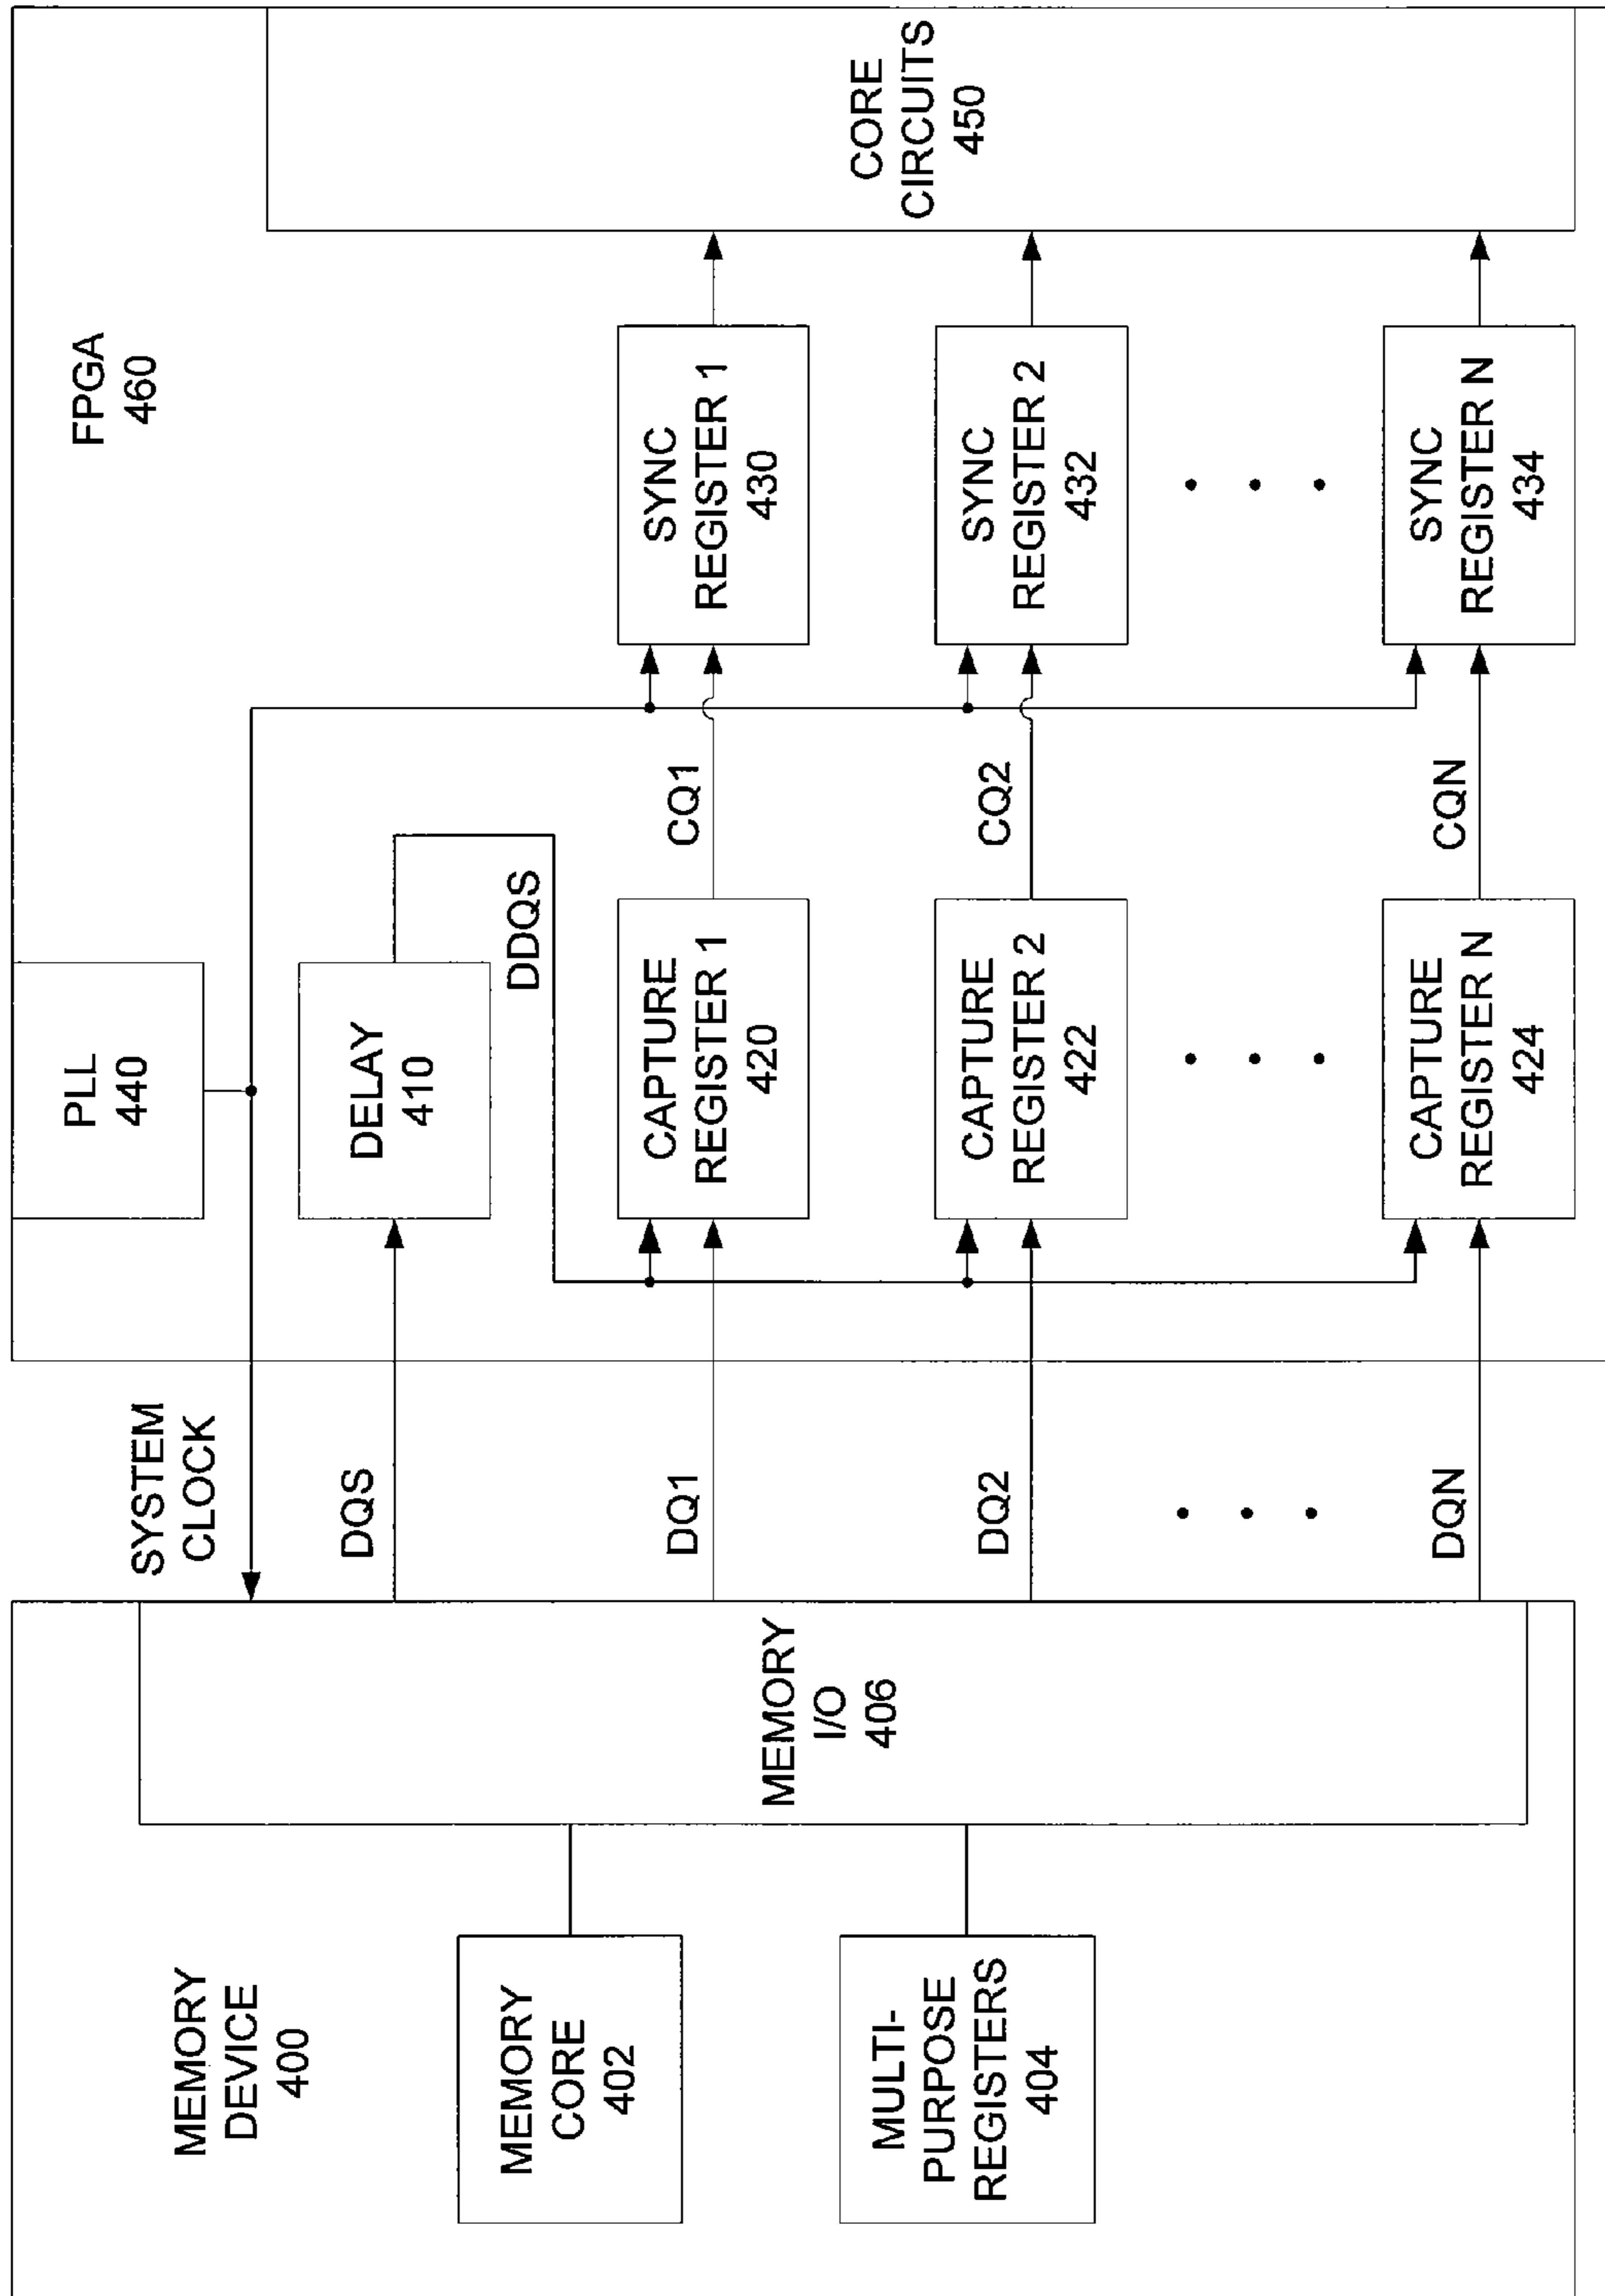 MEMORY
DEVICE
400
MEMORY
CORE
402
MULTI-
PURPOSE
REGISTERS
404
MEMORY
I/O
406
SYSTEM
CLOCK
DQS
DQ1
DQ2
. . .
DQN
FPGA
460
PLL
440
DELAY
410
DDQS
CAPTURE
REGISTER 1
420
CAPTURE
REGISTER 2
422
. . .
CAPTURE
REGISTER N
424
CQ1
CQ2
CQN
SYNC
REGISTER 1
430
SYNC
REGISTER 2
432
. . .
SYNC
REGISTER N
434
CORE
CIRCUITS
450